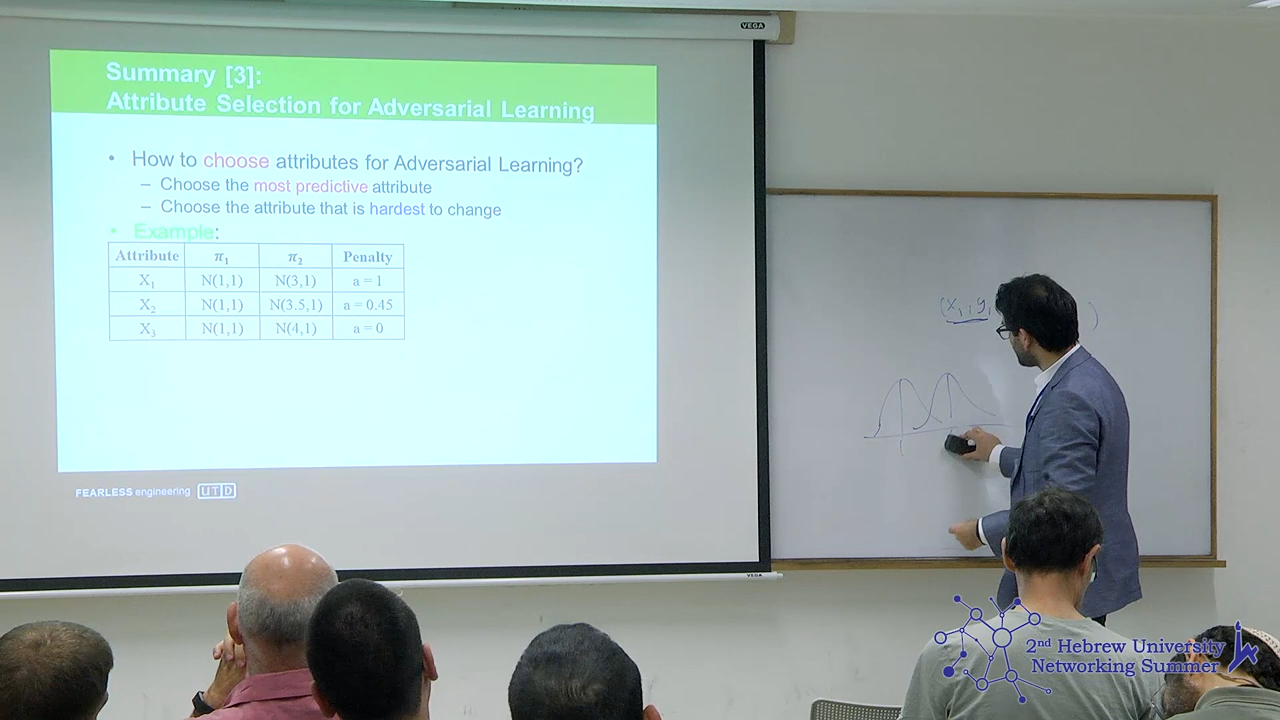 VEGA
Summary [3]:
Attribute Selection for Adversarial Learning
• How to choose attributes for Adversarial Learning?
– Choose the most predictive attribute
– Choose the attribute that is hardest to change
• Example:
Attribute π₁ π₂ Penalty
X₁ N(1,1) N(3,1) a = 1
X₂ N(1,1) N(3.5,1) a = 0.45
X₃ N(1,1) N(4,1) a = 0
FEARLESS engineering UTD
VEGA
2nd Hebrew University
Networking Summer